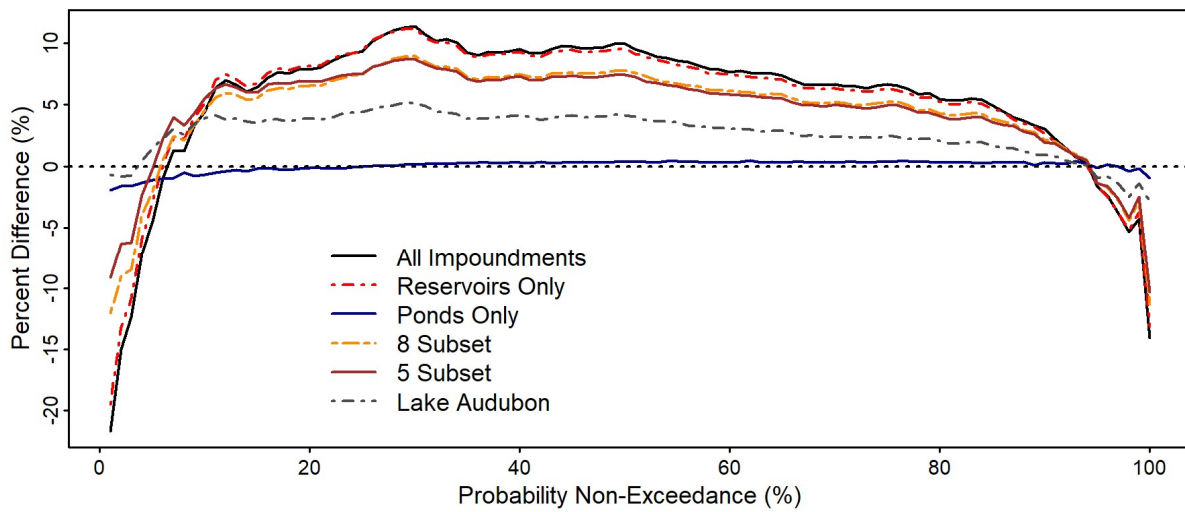 Percent Difference (%)
10
5
0
-5
-10
-15
-20
All Impoundments
Reservoirs Only
Ponds Only
8 Subset
5 Subset
Lake Audubon
0 20 40 60 80 100
Probability Non-Exceedance (%)